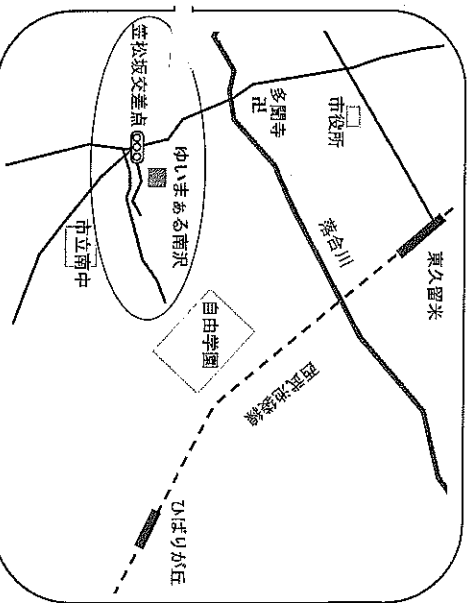 東久留米
市役所
多聞寺
卍
落合川
西武池袋線
笠松坂交差点
ゆいまある南沢
自由学園
市立南中
ひばりが丘